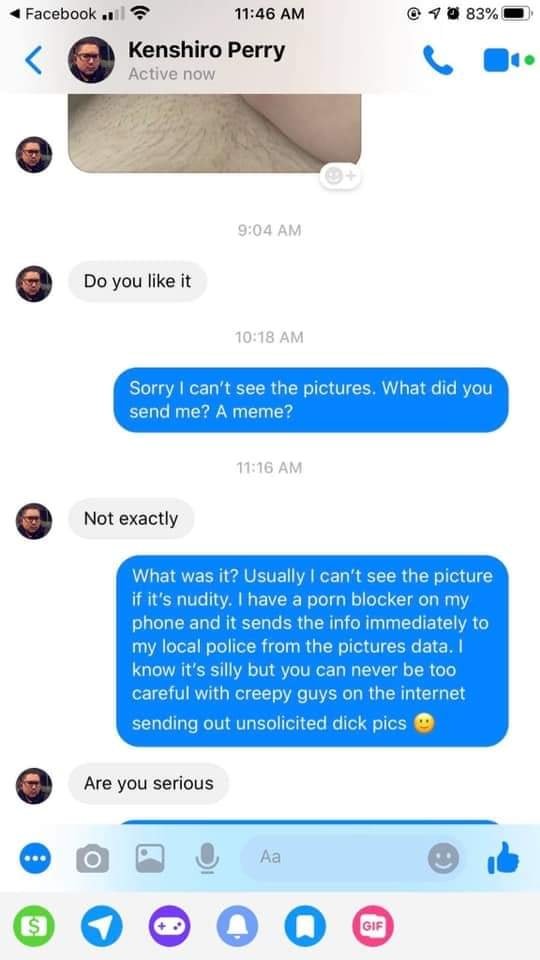 Facebook 11:46 AM 83%
Kenshiro Perry
Active now
9:04 AM
Do you like it
10:18 AM
Sorry I can't see the pictures. What did you
send me? A meme?
11:16 AM
Not exactly
What was it? Usually I can't see the picture
if it's nudity. I have a porn blocker on my
phone and it sends the info immediately to
my local police from the pictures data. I
know it's silly but you can never be too
careful with creepy guys on the internet
sending out unsolicited dick pics 🙂
Are you serious
Aa
$ GIF